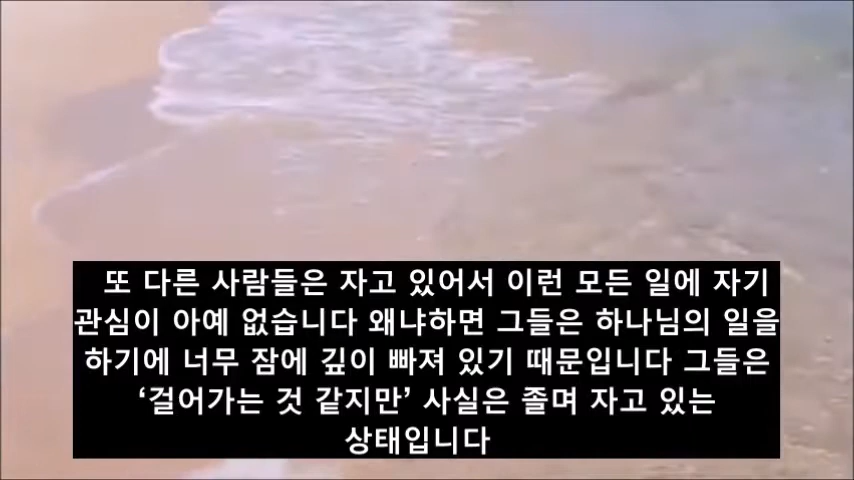 또 다른 사람들은 자고 있어서 이런 모든 일에 자기
관심이 아예 없습니다 왜냐하면 그들은 하나님의 일을
하기에 너무 잠에 깊이 빠져 있기 때문입니다 그들은
‘걸어가는 것 같지만’ 사실은 졸며 자고 있는
상태입니다